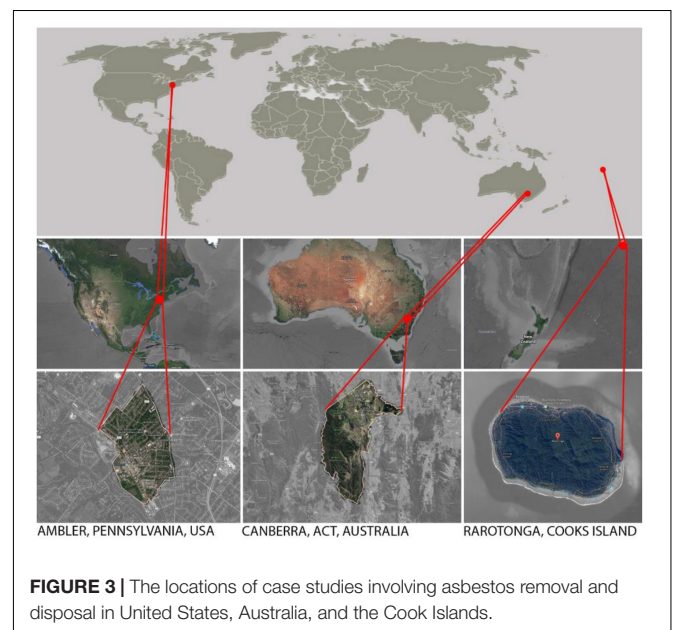 AMBLER, PENNSYLVANIA, USA
CANBERRA, ACT, AUSTRALIA
RAROTONGA, COOKS ISLAND
FIGURE 3 | The locations of case studies involving asbestos removal and
disposal in United States, Australia, and the Cook Islands.